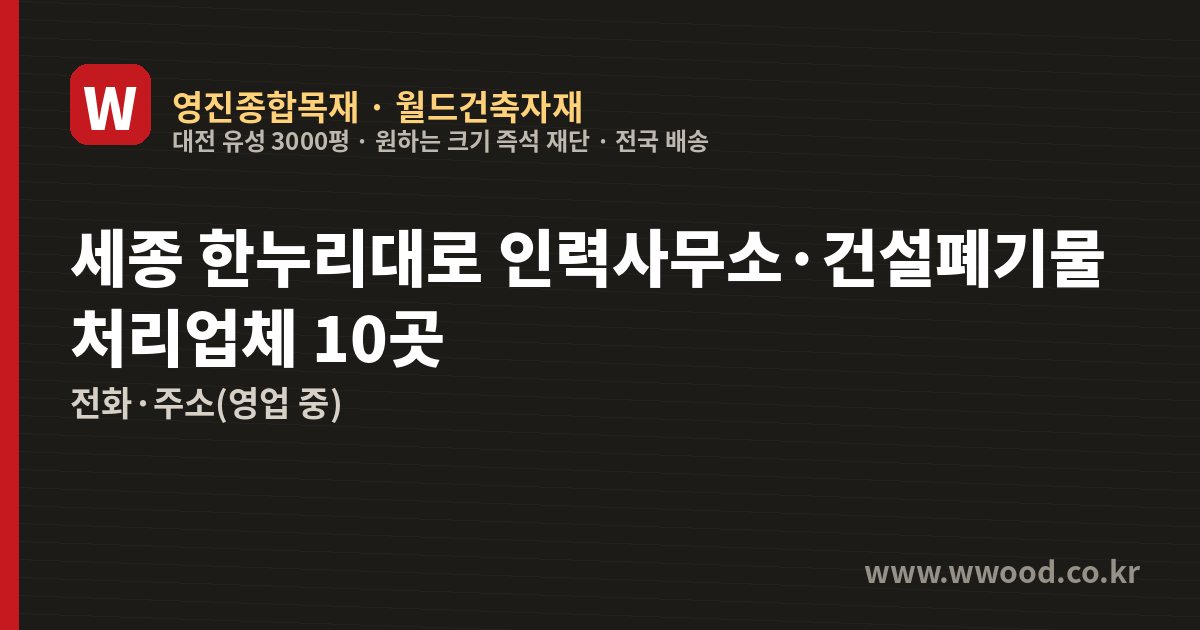 W
영진종합목재 · 월드건축자재
대전 유성 3000평 · 원하는 크기 즉석 재단 · 전국 배송
세종 한누리대로 인력사무소·건설폐기물
처리업체 10곳
전화·주소(영업 중)
www.wwood.co.kr